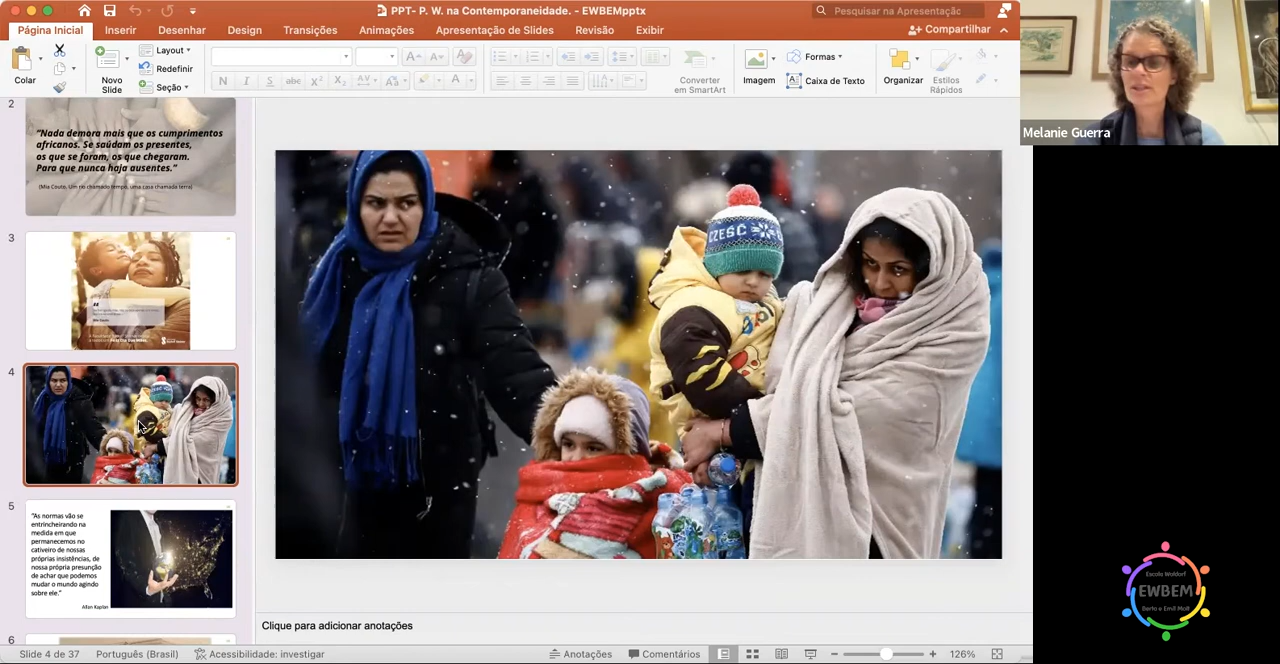 PPT- P. W. na Contemporaneidade. - EWBEMpptx
Pesquisar na Apresentação
Página Inicial
Inserir
Desenhar
Design
Transições
Animações
Apresentação de Slides
Revisão
Exibir
Compartilhar
Colar
Novo
Slide
Layout
Redefinir
Seção
N
I
S
abc
X²
X₂
AV
Aa
A
Converter
em SmartArt
Imagem
Formas
Caixa de Texto
Organizar
Estilos
Rápidos
Melanie Guerra
2
“Nada demora mais que os cumprimentos
africanos. Se saúdam os presentes,
os que se foram, os que chegaram.
Para que nunca haja ausentes.”
(Mia Couto. Um rio chamado tempo, uma casa chamada terra)
3
4
CZEŚĆ
5
“As normas vão se
entrincheirando na
medida em que
permanecemos no
cativeiro de nossas
próprias insistências, de
nossa própria presunção
de achar que podemos
mudar o mundo agindo
sobre ele.”
Allan Kaplan
6
Clique para adicionar anotações
Slide 4 de 37
Português (Brasil)
Acessibilidade: investigar
Anotações
Comentários
126%
Escola Waldorf
EWBEM
Berta e Emil Molt